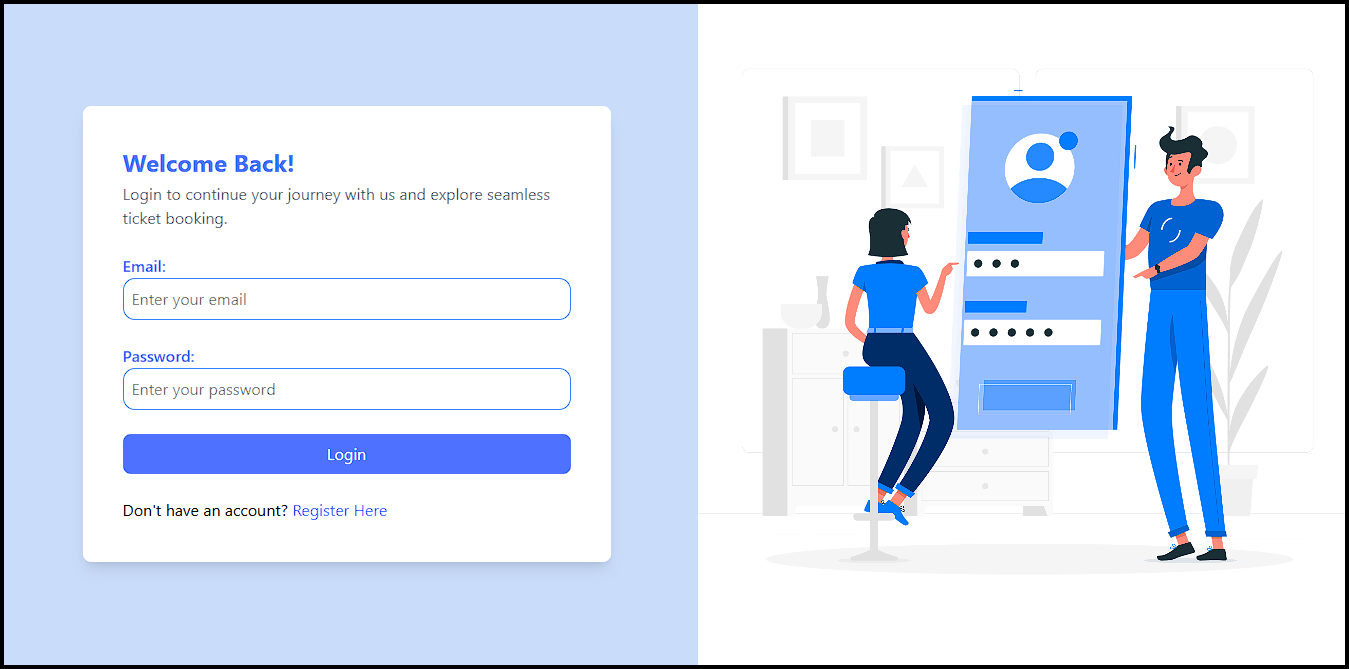 Welcome Back!
Login to continue your journey with us and explore seamless
ticket booking.
Email:
Enter your email
Password:
Enter your password
Login
Don't have an account? Register Here